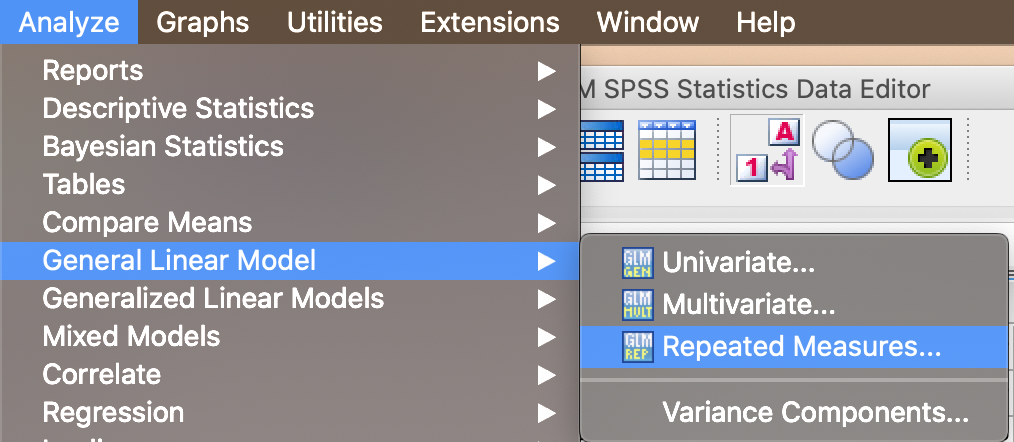 Analyze Graphs Utilities Extensions Window Help
Reports
M SPSS Statistics Data Editor
Descriptive Statistics
Bayesian Statistics
A
1
Tables
Compare Means
General Linear Model
GLM GEN Univariate...
Generalized Linear Models
GLM MULT Multivariate...
Mixed Models
GLM REP Repeated Measures...
Correlate
Regression
Variance Components...